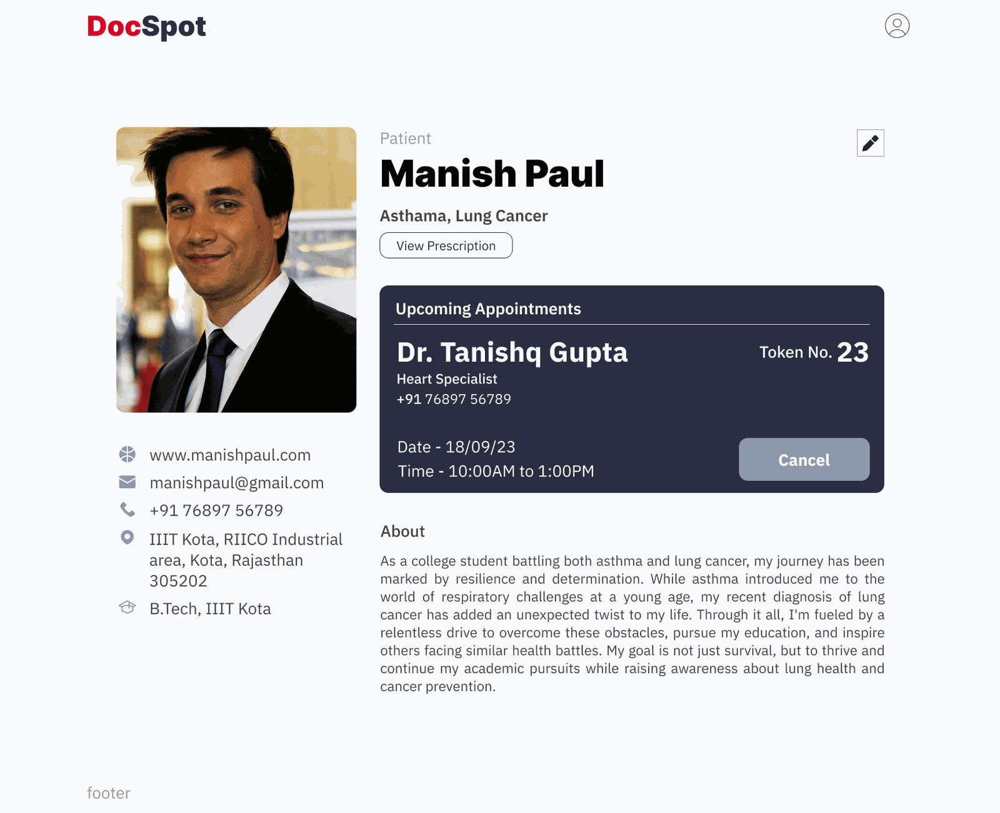 DocSpot
Patient
Manish Paul
Asthama, Lung Cancer
View Prescription
Upcoming Appointments
Dr. Tanishq Gupta
Token No. 23
Heart Specialist
+91 76897 56789
Date - 18/09/23
Time - 10:00AM to 1:00PM
Cancel
www.manishpaul.com
manishpaul@gmail.com
+91 76897 56789
IIIT Kota, RIICO Industrial
area, Kota, Rajasthan
305202
B.Tech, IIIT Kota
About
As a college student battling both asthma and lung cancer, my journey has been
marked by resilience and determination. While asthma introduced me to the
world of respiratory challenges at a young age, my recent diagnosis of lung
cancer has added an unexpected twist to my life. Through it all, I'm fueled by a
relentless drive to overcome these obstacles, pursue my education, and inspire
others facing similar health battles. My goal is not just survival, but to thrive and
continue my academic pursuits while raising awareness about lung health and
cancer prevention.
footer